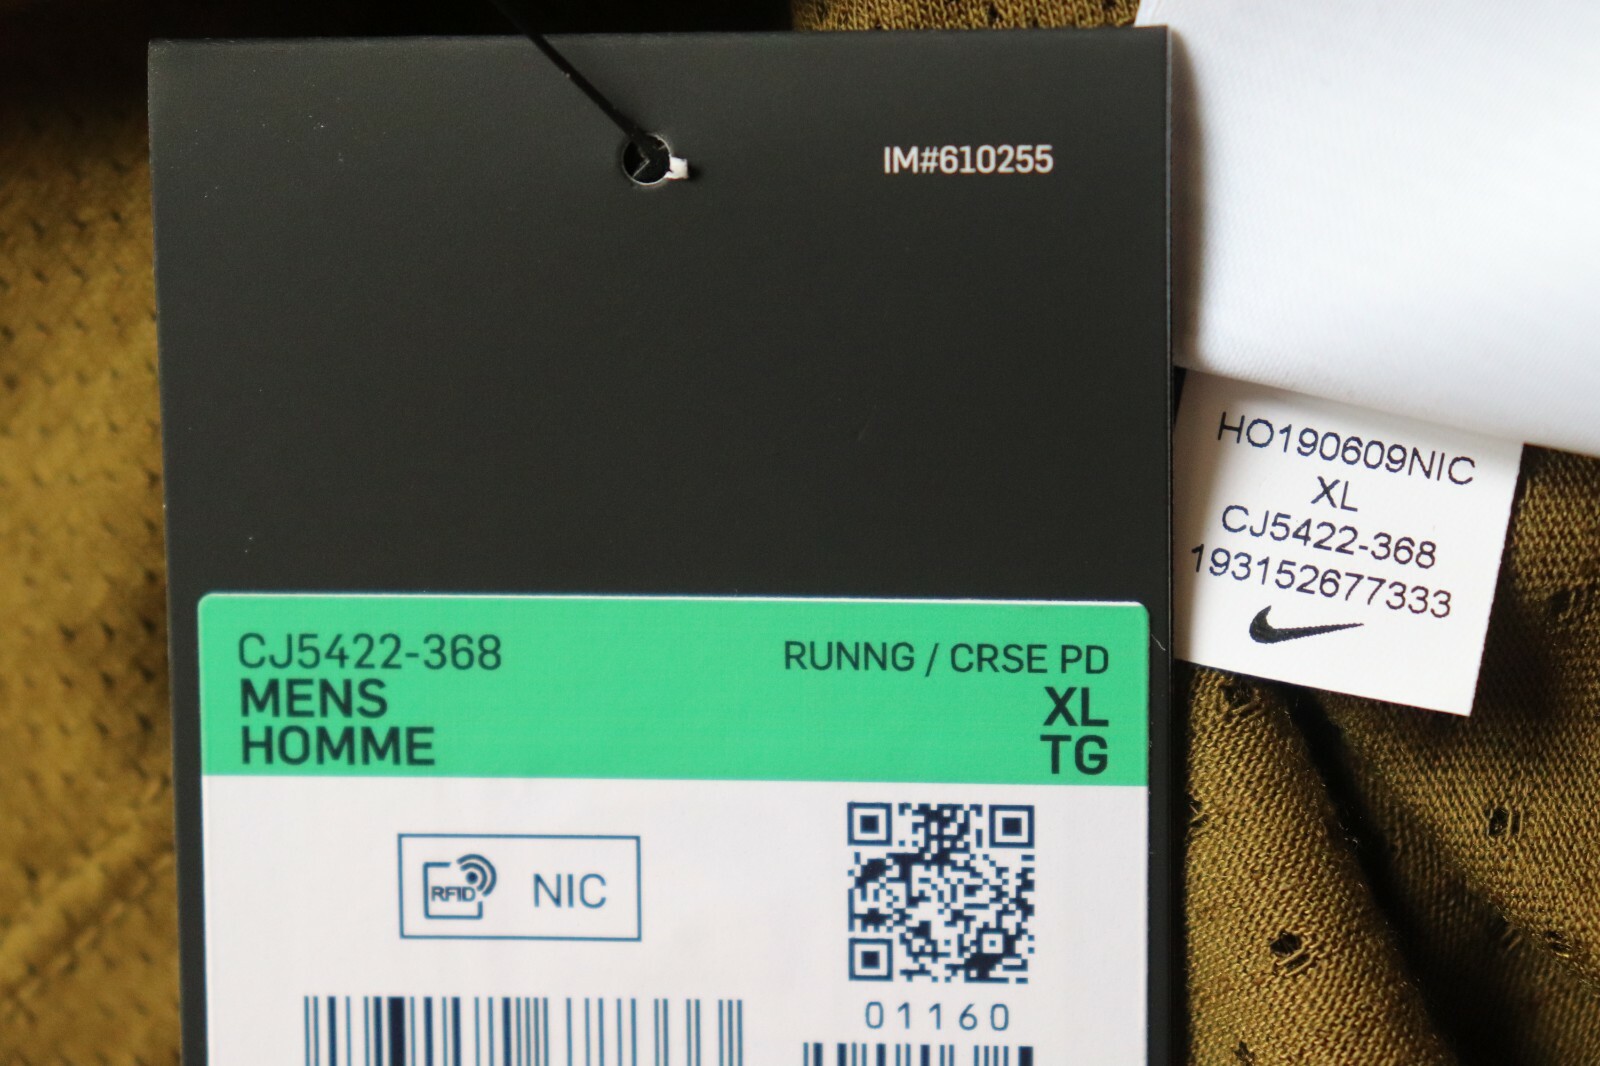 IM#610255
HO190609NIC
XL
CJ5422-368
193152677333
CJ5422-368
MENS
HOMME
RUNNG / CRSE PD
XL
TG
RFID
NIC
01160